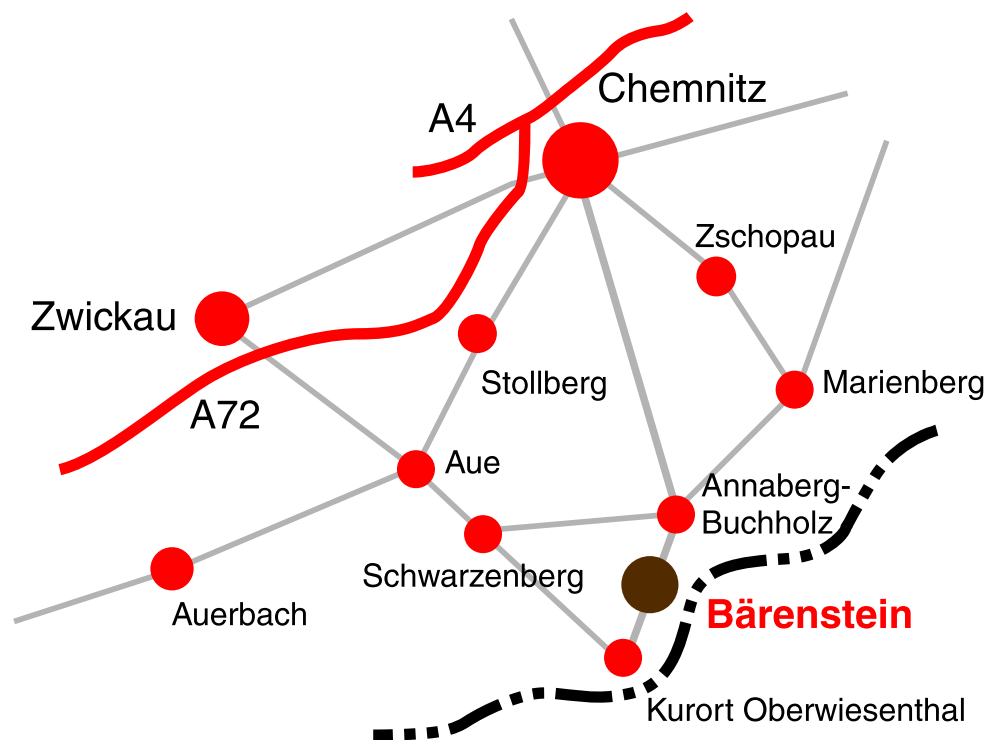 Chemnitz
A4
Zschopau
Zwickau
Stollberg
Marienberg
A72
Aue
Annaberg-
Buchholz
Schwarzenberg
Auerbach
Bärenstein
Kurort Oberwiesenthal